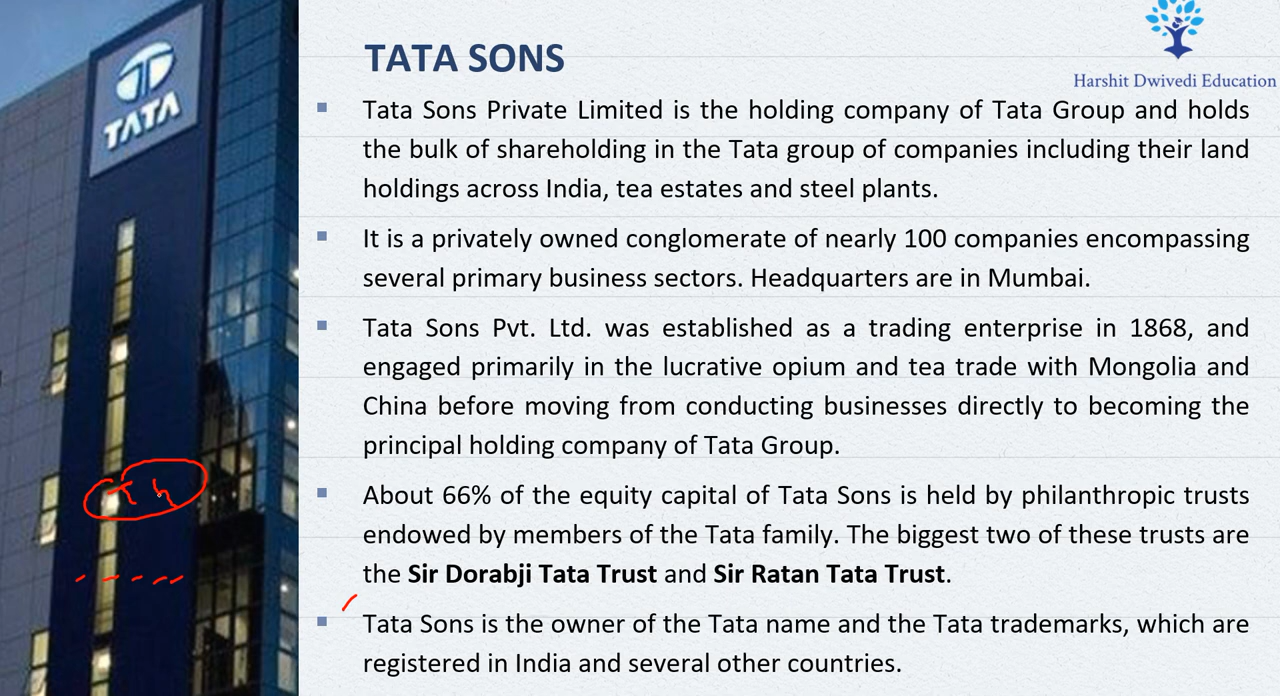 TATA
TATA SONS
Harshit Dwivedi Education
Tata Sons Private Limited is the holding company of Tata Group and holds
the bulk of shareholding in the Tata group of companies including their land
holdings across India, tea estates and steel plants.
It is a privately owned conglomerate of nearly 100 companies encompassing
several primary business sectors. Headquarters are in Mumbai.
Tata Sons Pvt. Ltd. was established as a trading enterprise in 1868, and
engaged primarily in the lucrative opium and tea trade with Mongolia and
China before moving from conducting businesses directly to becoming the
principal holding company of Tata Group.
About 66% of the equity capital of Tata Sons is held by philanthropic trusts
endowed by members of the Tata family. The biggest two of these trusts are
the Sir Dorabji Tata Trust and Sir Ratan Tata Trust.
Tata Sons is the owner of the Tata name and the Tata trademarks, which are
registered in India and several other countries.